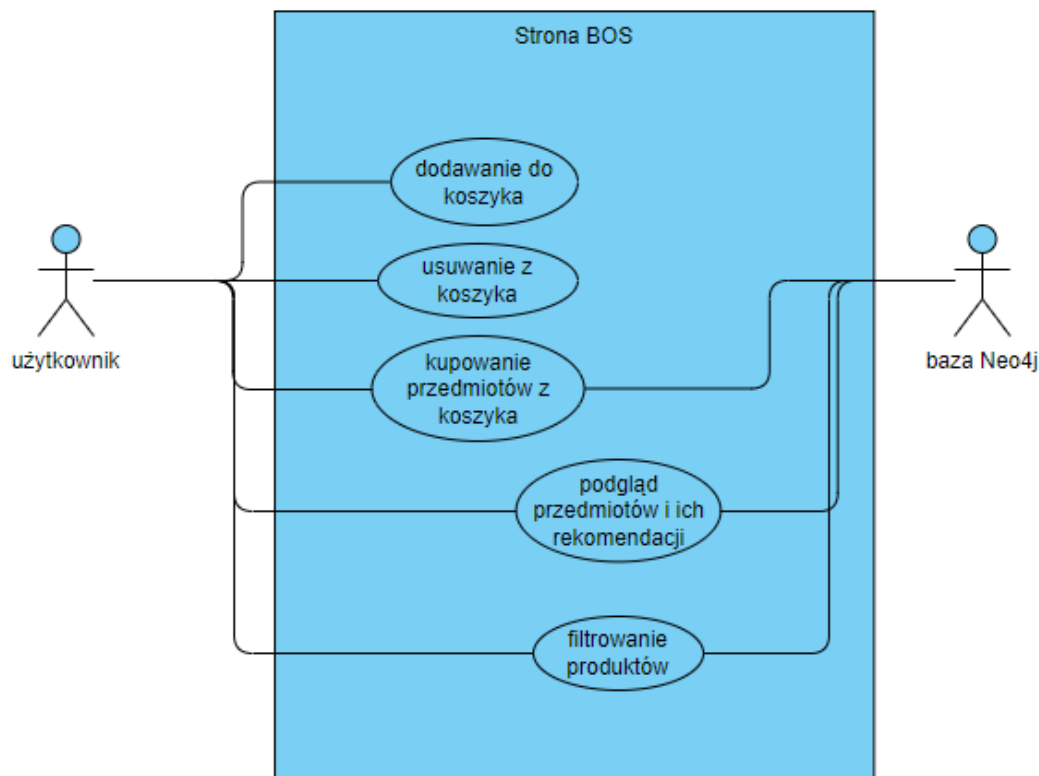 Strona BOS
dodawanie do
koszyka
usuwanie z
koszyka
użytkownik
baza Neo4j
kupowanie
przedmiotów z
koszyka
podgląd
przedmiotów i ich
rekomendacji
filtrowanie
produktów